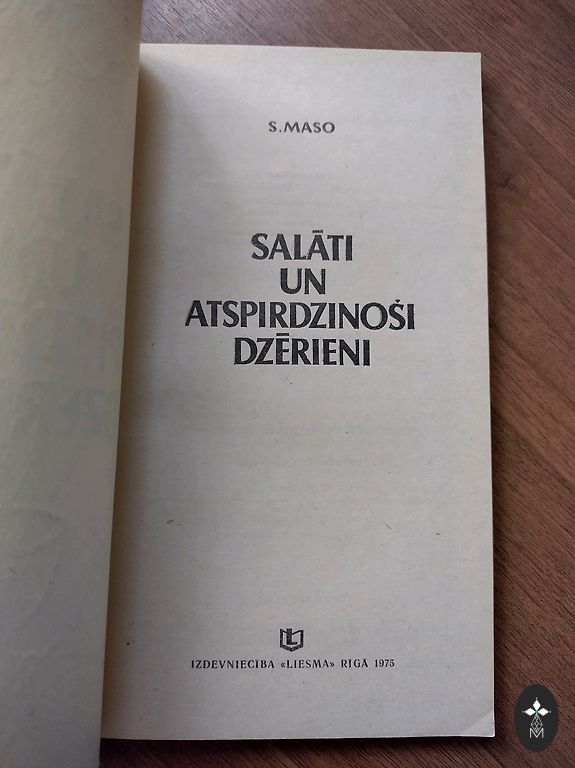 S. MASO
SALĀTI
UN
ATSPIRDZINOŠI
DZĒRIENI
IZDEVNIECĪBA «LIESMA» RĪGĀ 1975